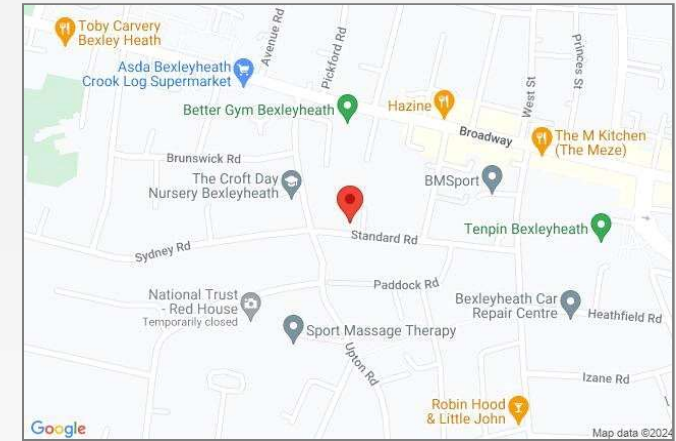 Toby Carvery
Bexley Heath
Avenue Rd
Pickford Rd
Princes St
Asda Bexleyheath
Crook Log Supermarket
Better Gym Bexleyheath
Hazine
West St
Broadway
The M Kitchen
(The Meze)
Brunswick Rd
The Croft Day
Nursery Bexleyheath
BMSport
Tenpin Bexleyheath
Standard Rd
Sydney Rd
Paddock Rd
National Trust
- Red House
Temporarily closed
Bexleyheath Car
Repair Centre
Heathfield Rd
Sport Massage Therapy
Upton Rd
Izane Rd
Robin Hood
& Little John
Google
Map data ©2024